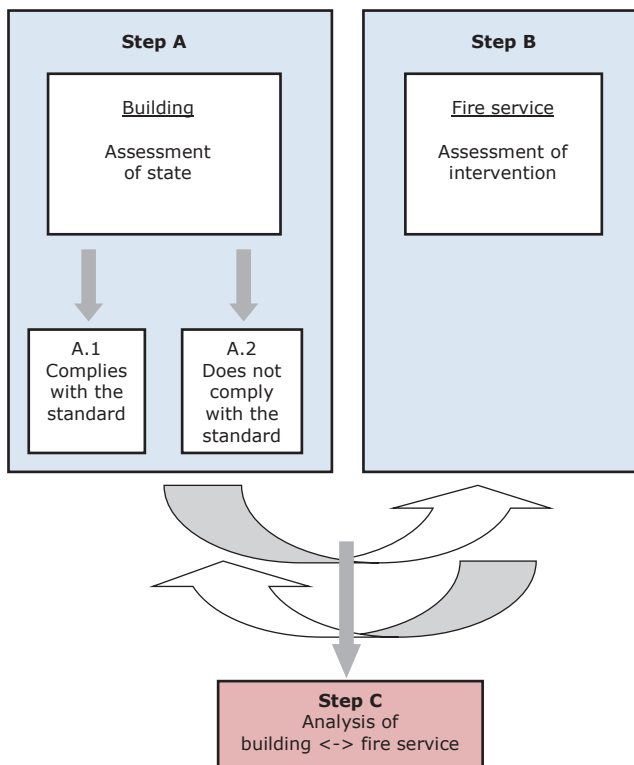 Step A
Building
Assessment
of state
A.1
Complies
with the
standard
A.2
Does not
comply
with the
standard
Step B
Fire service
Assessment of
intervention
Step C
Analysis of
building <-> fire service